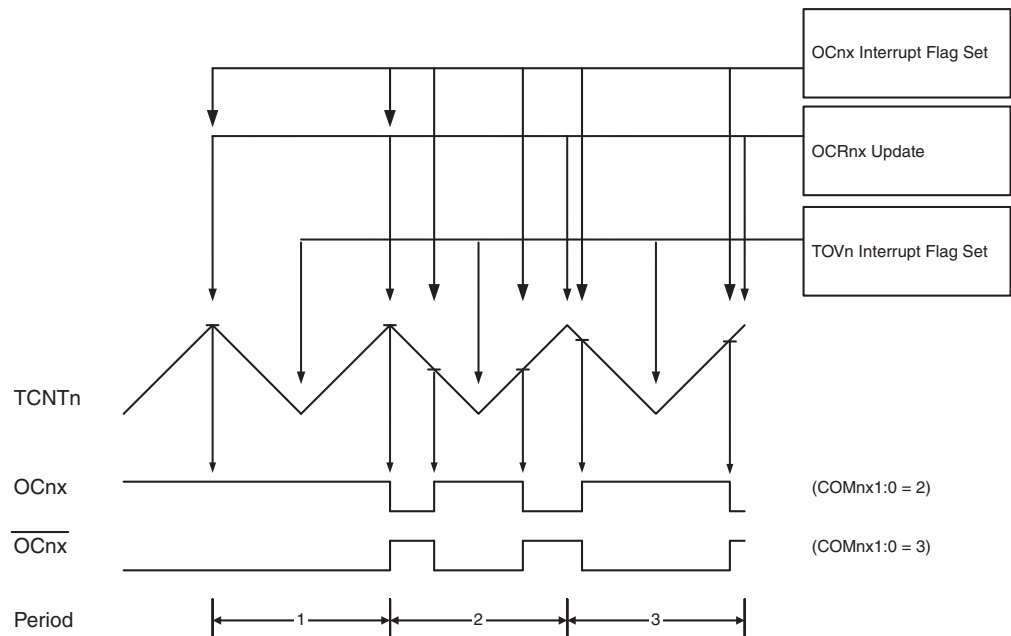 OCnx Interrupt Flag Set
OCRnx Update
TOVn Interrupt Flag Set
TCNTn
OCnx
(COMnx1:0 = 2)
OCnx
(COMnx1:0 = 3)
Period
1
2
3